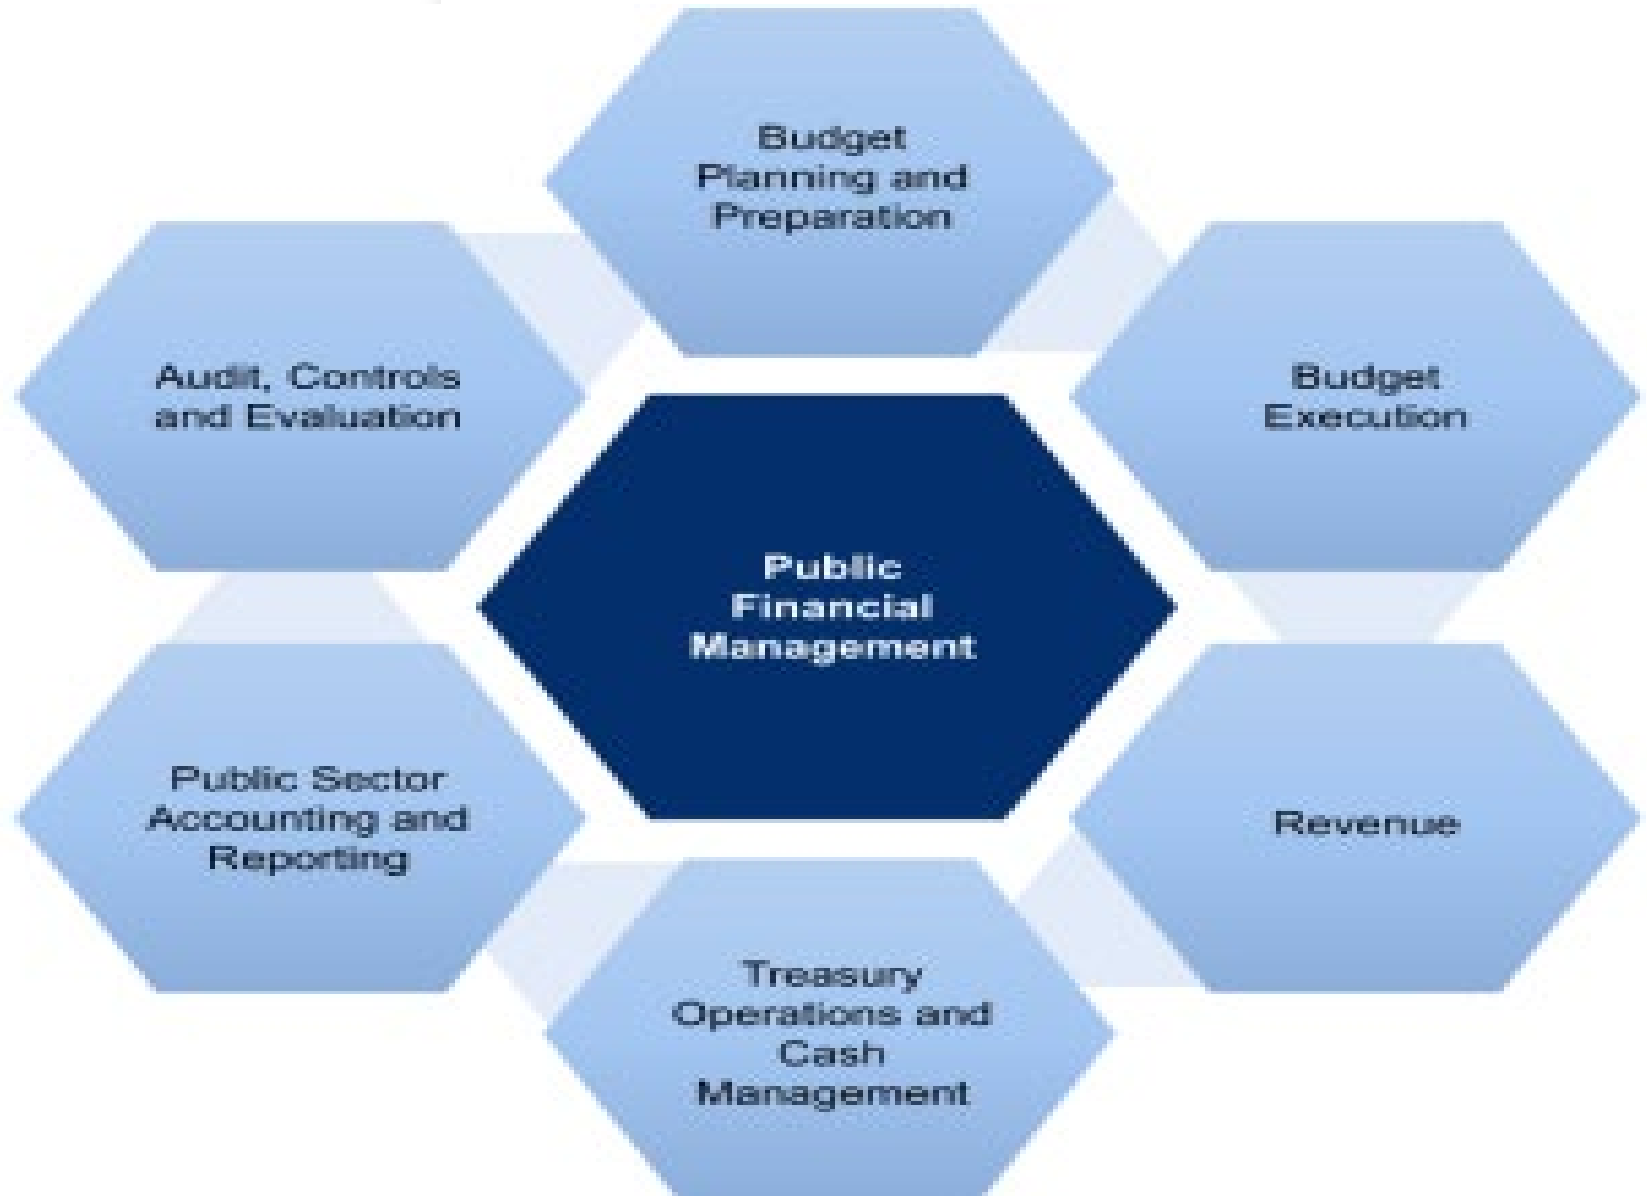 Budget
Planning and
Preparation
Budget
Execution
Revenue
Treasury
Operations and
Cash
Management
Public Sector
Accounting and
Reporting
Audit, Controls
and Evaluation
Public
Financial
Management